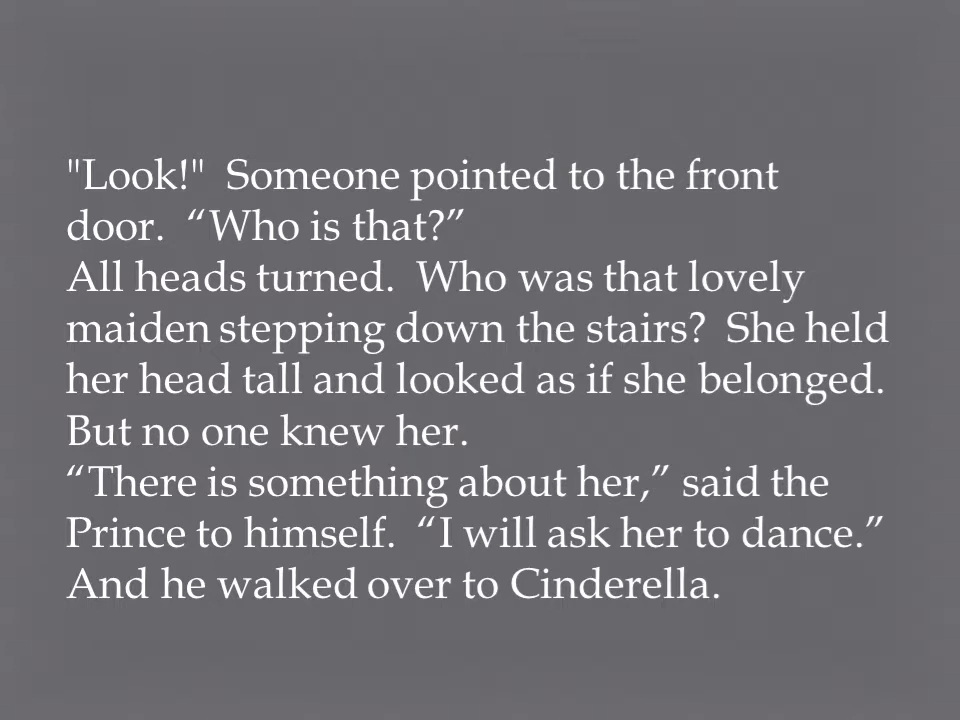 "Look!"  Someone pointed to the front
door.  “Who is that?”
All heads turned.  Who was that lovely
maiden stepping down the stairs?  She held
her head tall and looked as if she belonged.
But no one knew her.
“There is something about her,” said the
Prince to himself.  “I will ask her to dance.”
And he walked over to Cinderella.